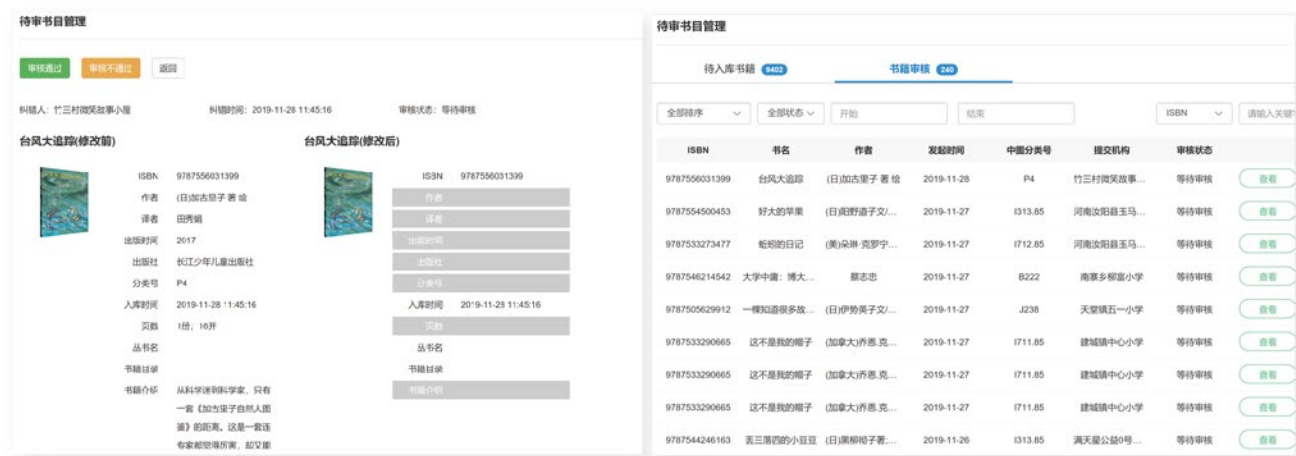 待审书目管理
审核通过 审核不通过 返回
纠错人：竹三村微笑故事小屋 纠错时间：2019-11-28 11:45:16 审核状态：等待审核
台风大追踪(修改前) 台风大追踪(修改后)
ISBN 9787556031399 ISBN 9787556031399
作者 (日)加古里子 著 绘 作者
译者 田秀娟 译者
出版时间 2017 出版时间
出版社 长江少年儿童出版社 出版社
分类号 P4 分类号
入库时间 2019-11-28 11:45:16 入库时间 2019-11-28 11:45:16
页数 1册；16开 页数
丛书名 丛书名
书籍目录 书籍目录
书籍介绍 从科学迷到科学家，只有 书籍介绍
一套《加古里子自然人图
鉴》的距离。这是一套连
专家都觉得厉害，却又能
待审书目管理
待入库书籍 9402 书籍审核 240
全部排序 全部状态 开始 结束 ISBN 请输入关键
ISBN 书名 作者 发起时间 中图分类号 提交机构 审核状态
9787556031399 台风大追踪 (日)加古里子 著 绘 2019-11-28 P4 竹三村微笑故事... 等待审核 查看
9787554500453 好大的苹果 (日)阳野道子文/... 2019-11-27 I313.85 河南汝阳县玉马... 等待审核 查看
9787533273477 蚯蚓的日记 (美)朵琳·克罗宁... 2019-11-27 I712.85 河南汝阳县玉马... 等待审核 查看
9787546214542 大学中庸：博大... 蔡志忠 2019-11-27 B222 南寨乡柳富小学 等待审核 查看
9787505629912 一棵知道很多故... (日)伊势英子文/... 2019-11-27 J238 天堂镇五一小学 等待审核 查看
9787533290665 这不是我的帽子 (加拿大)乔恩.克... 2019-11-27 I711.85 建城镇中心小学 等待审核 查看
9787533290665 这不是我的帽子 (加拿大)乔恩.克... 2019-11-27 I711.85 建城镇中心小学 等待审核 查看
9787533290665 这不是我的帽子 (加拿大)乔恩.克... 2019-11-27 I711.85 建城镇中心小学 等待审核 查看
9787544246163 丢三落四的小豆豆 (日)黑柳彻子著;... 2019-11-26 I313.85 满天星公益0号... 等待审核 查看